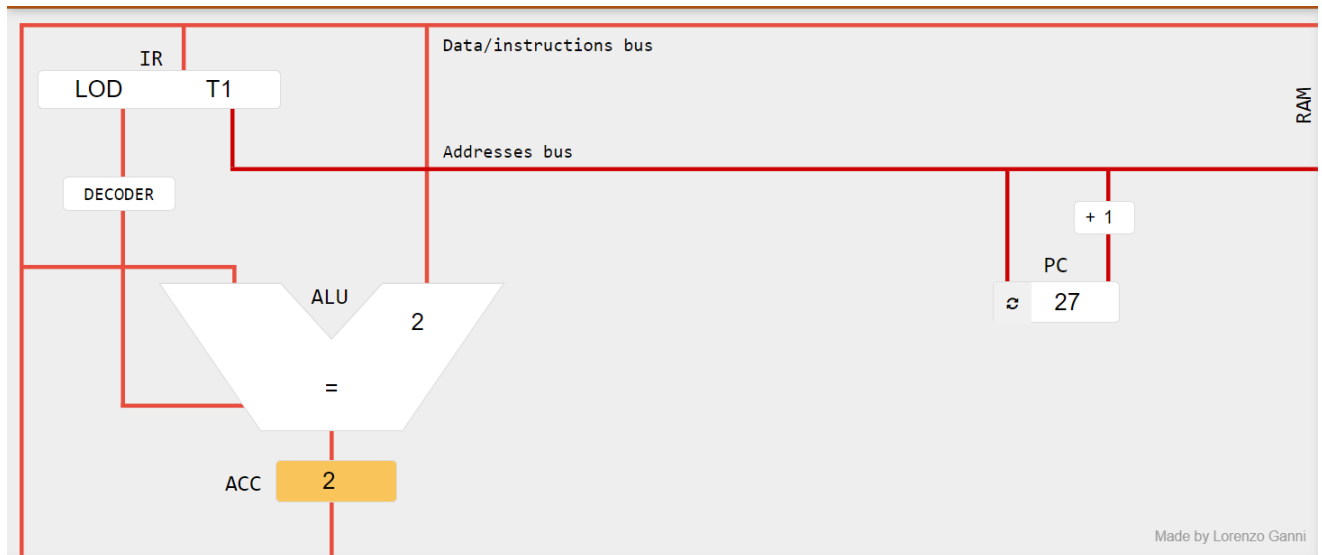 Data/instructions bus
IR
LOD T1
RAM
Addresses bus
DECODER
+ 1
PC
27
ALU
2
=
ACC
2
Made by Lorenzo Ganni